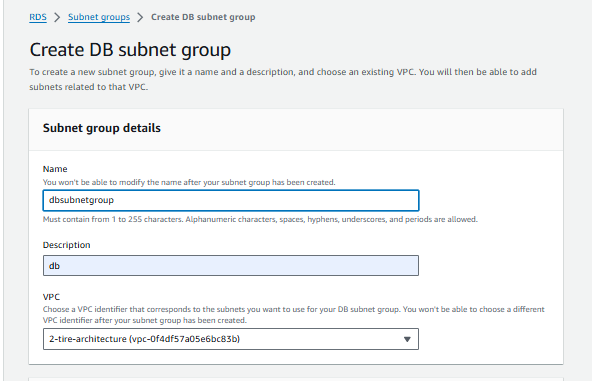 RDS > Subnet groups > Create DB subnet group
Create DB subnet group
To create a new subnet group, give it a name and a description, and choose an existing VPC. You will then be able to add
subnets related to that VPC.
Subnet group details
Name
You won't be able to modify the name after your subnet group has been created.
dbsubnetgroup
Must contain from 1 to 255 characters. Alphanumeric characters, spaces, hyphens, underscores, and periods are allowed.
Description
db
VPC
Choose a VPC identifier that corresponds to the subnets you want to use for your DB subnet group. You won't be able to choose a different
VPC identifier after your subnet group has been created.
2-tire-architecture (vpc-0f4df57a05e6bc83b)